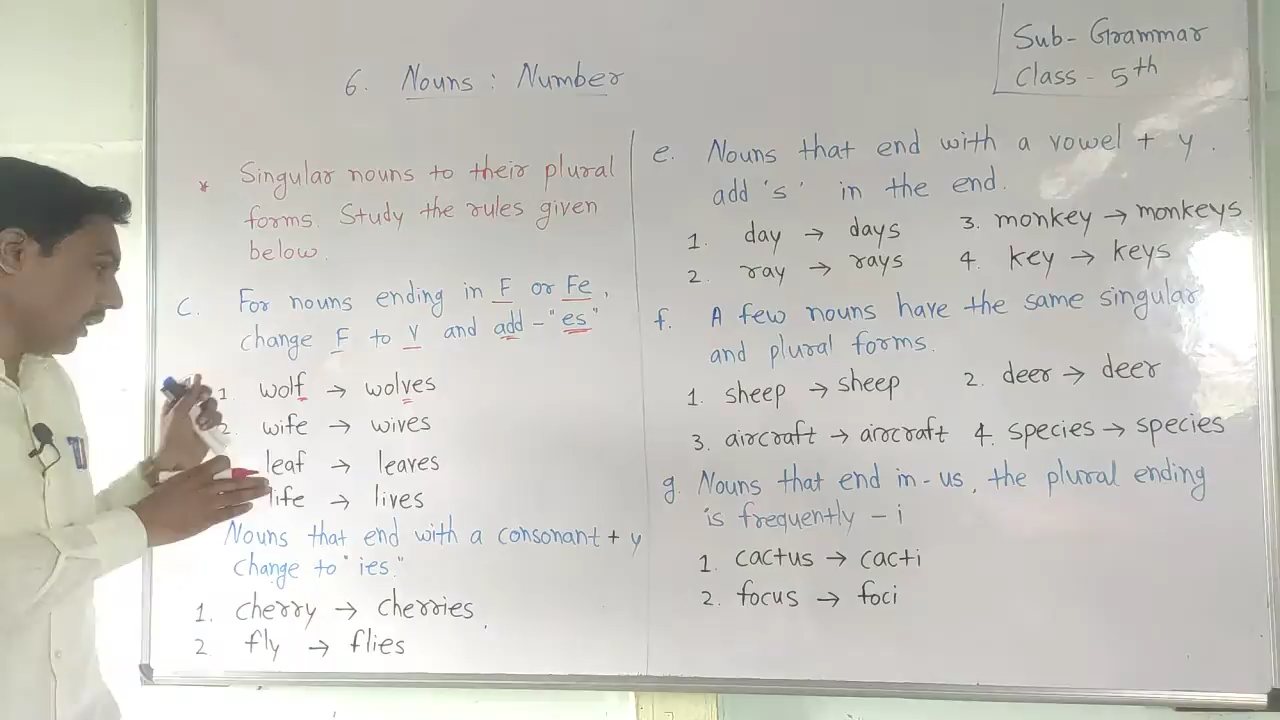 Sub- Grammar
Class - 5th
6. Nouns : Number
* Singular nouns to their plural
forms. Study the rules given
below.
C. For nouns ending in F or Fe,
change F to V and add -"es"
1. wolf → wolves
2. wife → wives
leaf → leaves
life → lives
Nouns that end with a consonant + y
Change to "ies."
1. cherry → cherries
2. fly → flies
e. Nouns that end with a vowel + y.
add 's' in the end.
1. day → days 3. monkey → monkeys
2. ray → rays 4. key → keys
f. A few nouns have the same singular
and plural forms.
1. sheep → sheep 2. deer → deer
3. aircraft → aircraft 4. species → species
g. Nouns that end in-us, the plural ending
is frequently - i
1. cactus → cacti
2. focus → foci